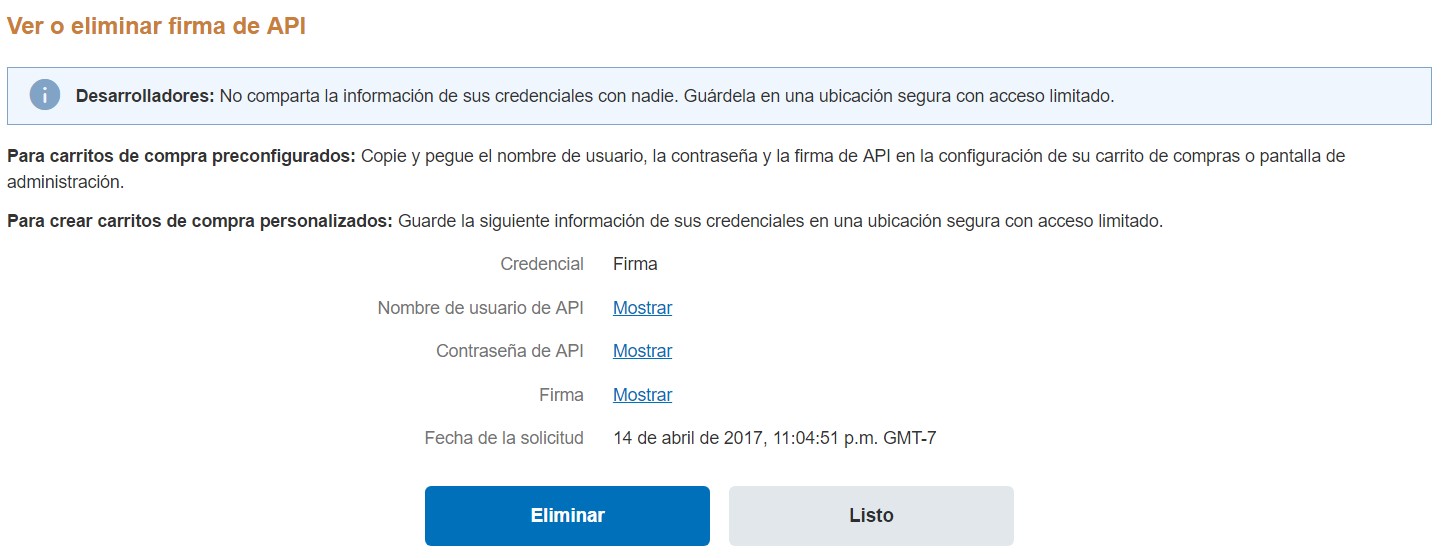 Ver o eliminar firma de API
Desarrolladores: No comparta la información de sus credenciales con nadie. Guárdela en una ubicación segura con acceso limitado.
Para carritos de compra preconfigurados: Copie y pegue el nombre de usuario, la contraseña y la firma de API en la configuración de su carrito de compras o pantalla de
administración.
Para crear carritos de compra personalizados: Guarde la siguiente información de sus credenciales en una ubicación segura con acceso limitado.
Credencial Firma
Nombre de usuario de API Mostrar
Contraseña de API Mostrar
Firma Mostrar
Fecha de la solicitud 14 de abril de 2017, 11:04:51 p.m. GMT-7
Eliminar Listo